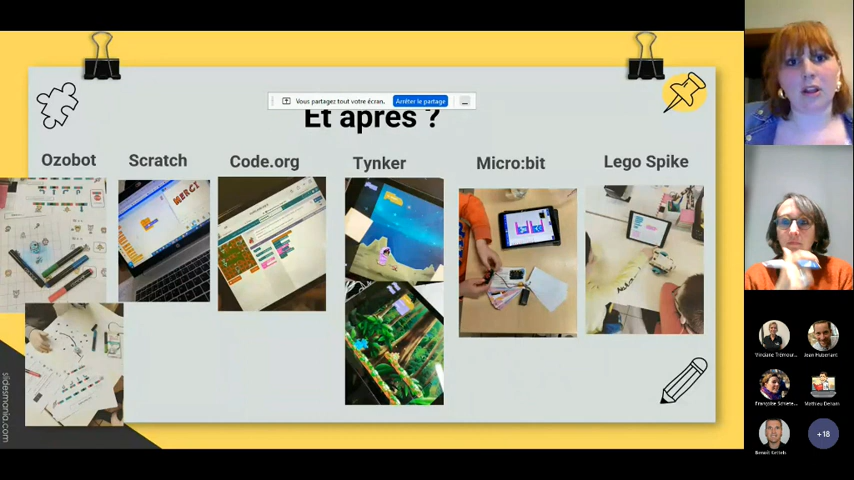 Vous partagez tout votre écran. Arrêter le partage
Et après ?
Ozobot
Scratch
Code.org
Tynker
Micro:bit
Lego Spike
MERCI
slidesmania.com
+18